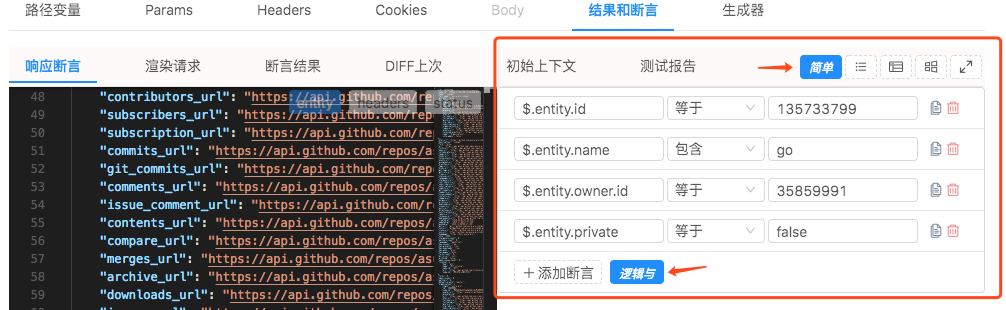 路径变量 Params Headers Cookies Body 结果和断言 生成器
响应断言 渲染请求 断言结果 DIFF上次 初始上下文 测试报告 简单
entity headers status
48 "contributors_url": "https://api.github.com/rep
49 "subscribers_url": "https://api.github.com/repo
50 "subscription_url": "https://api.github.com/rep
51 "commits_url": "https://api.github.com/repos/as
52 "git_commits_url": "https://api.github.com/repo
53 "comments_url": "https://api.github.com/repos/a
54 "issue_comment_url": "https://api.github.com/re
55 "contents_url": "https://api.github.com/repos/a
56 "compare_url": "https://api.github.com/repos/as
57 "merges_url": "https://api.github.com/repos/asu
58 "archive_url": "https://api.github.com/repos/as
59 "downloads_url": "https://api.github.com/repos/
$.entity.id 等于 135733799
$.entity.name 包含 go
$.entity.owner.id 等于 35859991
$.entity.private 等于 false
+ 添加断言 逻辑与